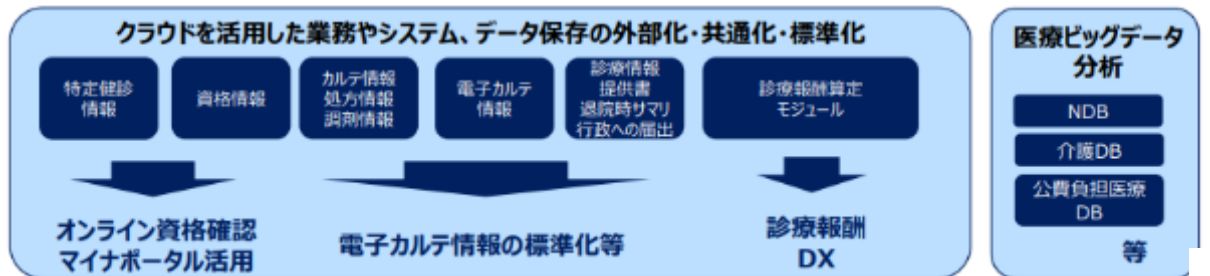 クラウドを活用した業務やシステム、データ保存の外部化・共通化・標準化
特定健診
情報
資格情報
カルテ情報
処方情報
調剤情報
電子カルテ
情報
診療情報
提供書
退院時サマリ
行政への届出
診療報酬算定
モジュール
オンライン資格確認
マイナポータル活用
電子カルテ情報の標準化等
診療報酬
DX
医療ビッグデータ
分析
NDB
介護DB
公費負担医療
DB
等